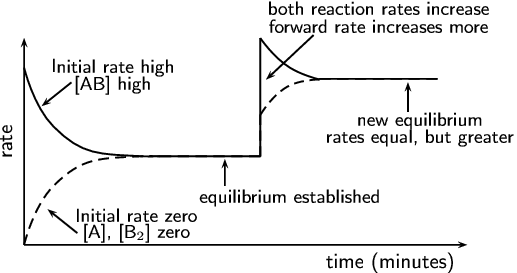 both reaction rates increase
forward rate increases more
Initial rate high
[AB] high
new equilibrium
rates equal, but greater
rate
equilibrium established
Initial rate zero
[A], [B₂] zero
time (minutes)